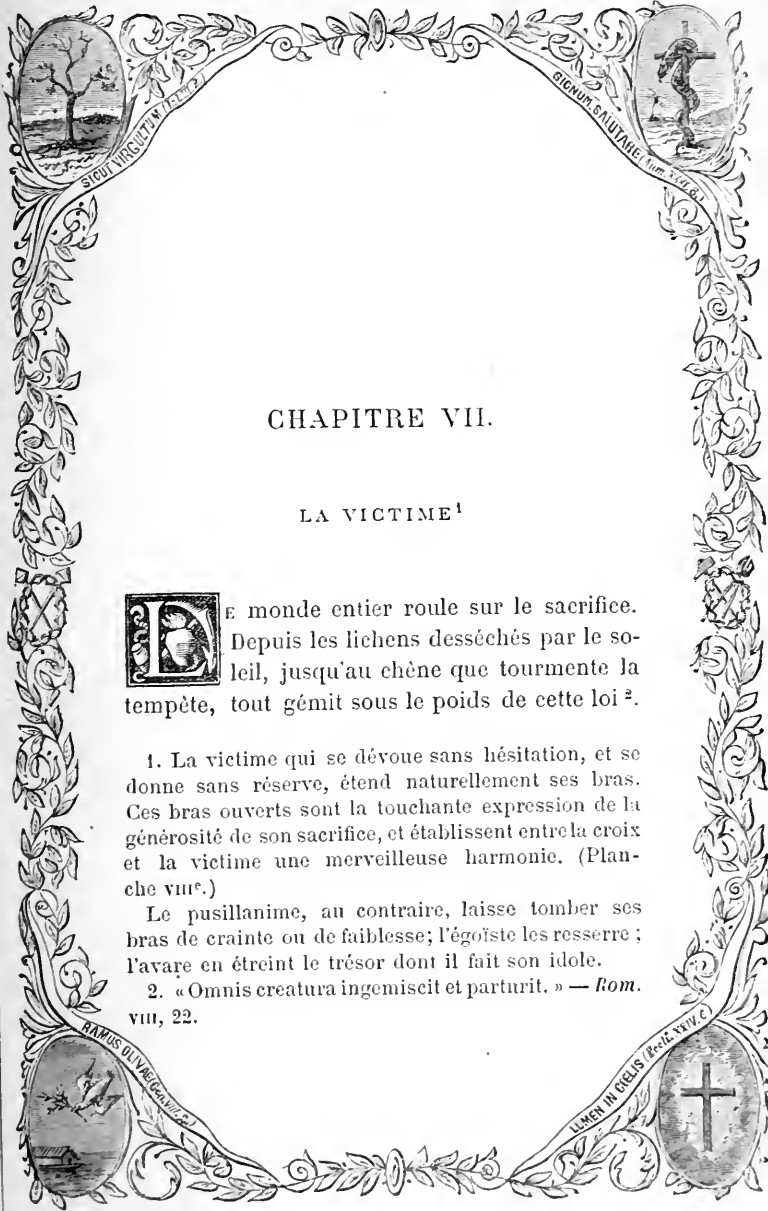 SICUT VIRGULTUM
SIGNUM SALUTARE
CHAPITRE VII.
LA VICTIME¹
LE monde entier roule sur le sacrifice.
Depuis les lichens desséchés par le so-
leil, jusqu'au chène que tourmente la
tempête, tout gémit sous le poids de cette loi ².
1. La victime qui se dévoue sans hésitation, et se
donne sans réserve, étend naturellement ses bras.
Ces bras ouverts sont la touchante expression de la
générosité de son sacrifice, et établissent entre la croix
et la victime une merveilleuse harmonie. (Plan-
che VIIIᵉ.)
Le pusillanime, au contraire, laisse tomber ses
bras de crainte ou de faiblesse; l'égoïste les resserre ;
l'avare en étreint le trésor dont il fait son idole.
2. « Omnis creatura ingemiscit et parturit. » — Rom.
VIII, 22.
RAMUS OLIVAE
LUMEN IN CŒLIS (Eccli. XXIV. 6)